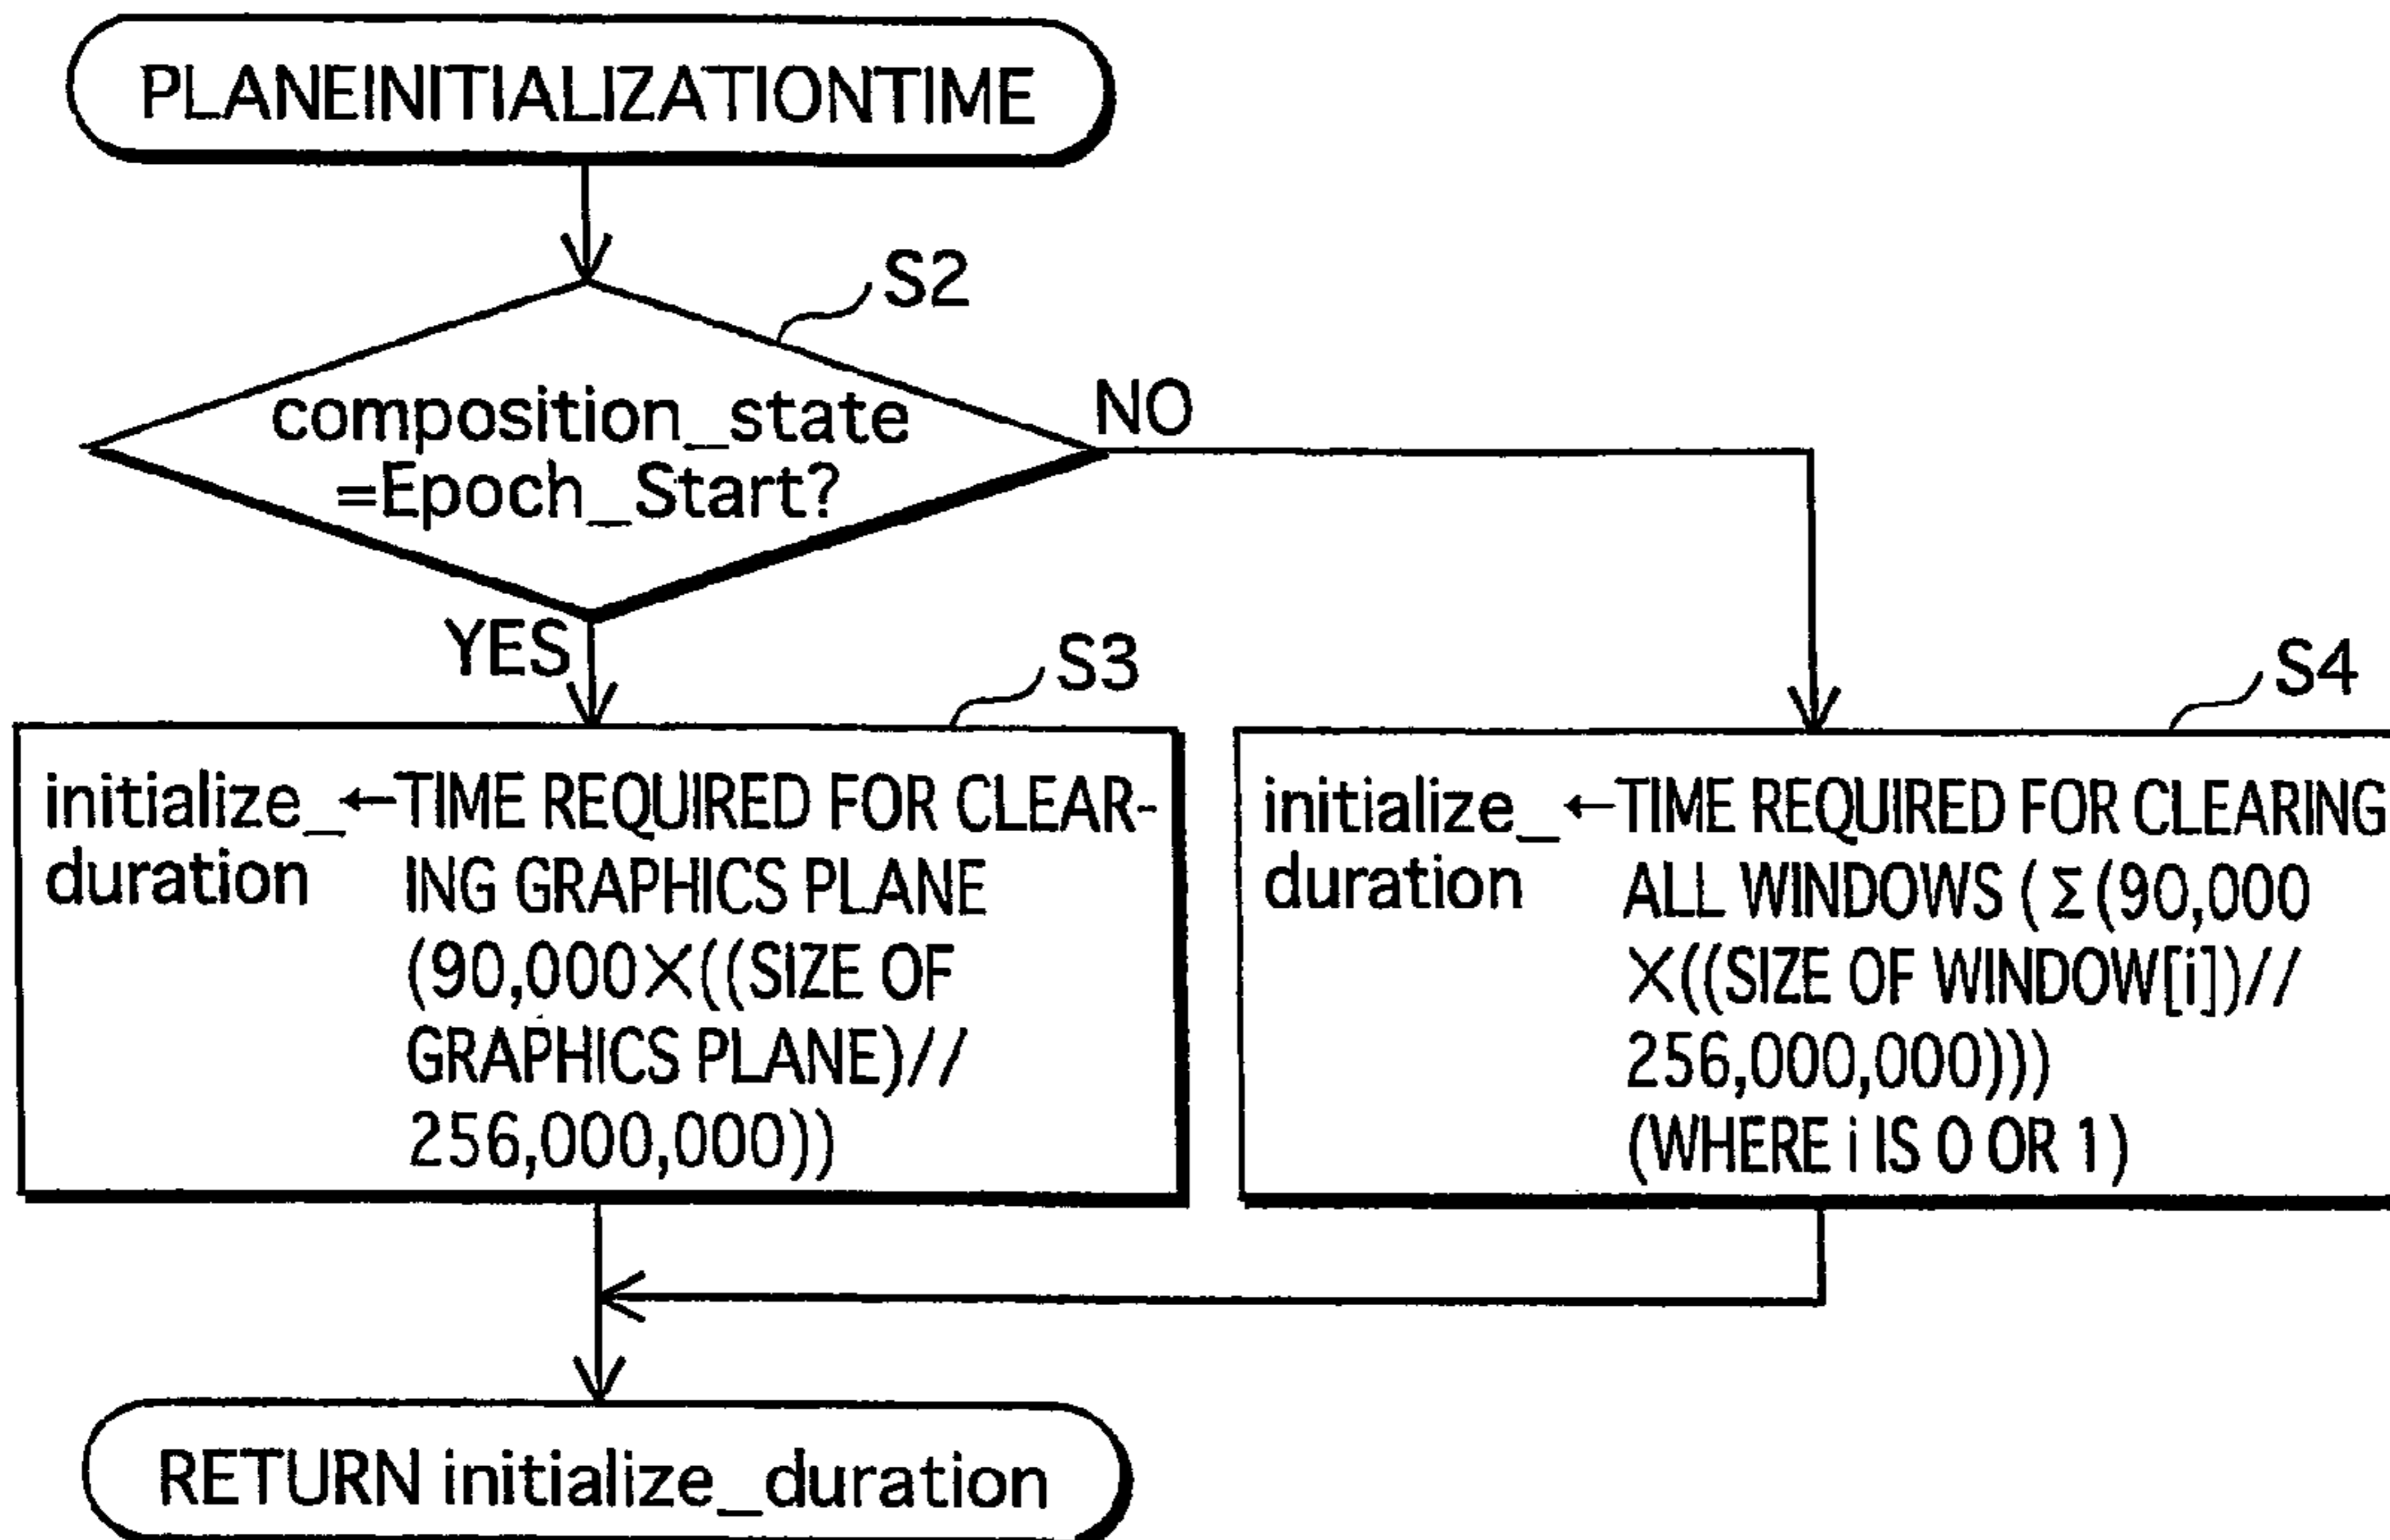 PLANEINITIALIZATIONTIME
S2
composition_state
=Epoch_Start?
NO
YES
S3
initialize_←TIME REQUIRED FOR CLEAR-
duration ING GRAPHICS PLANE
(90,000×((SIZE OF
GRAPHICS PLANE)//
256,000,000))
S4
initialize_←TIME REQUIRED FOR CLEARING
duration ALL WINDOWS (Σ(90,000
×((SIZE OF WINDOW[i])//
256,000,000)))
(WHERE i IS 0 OR 1)
RETURN initialize_duration